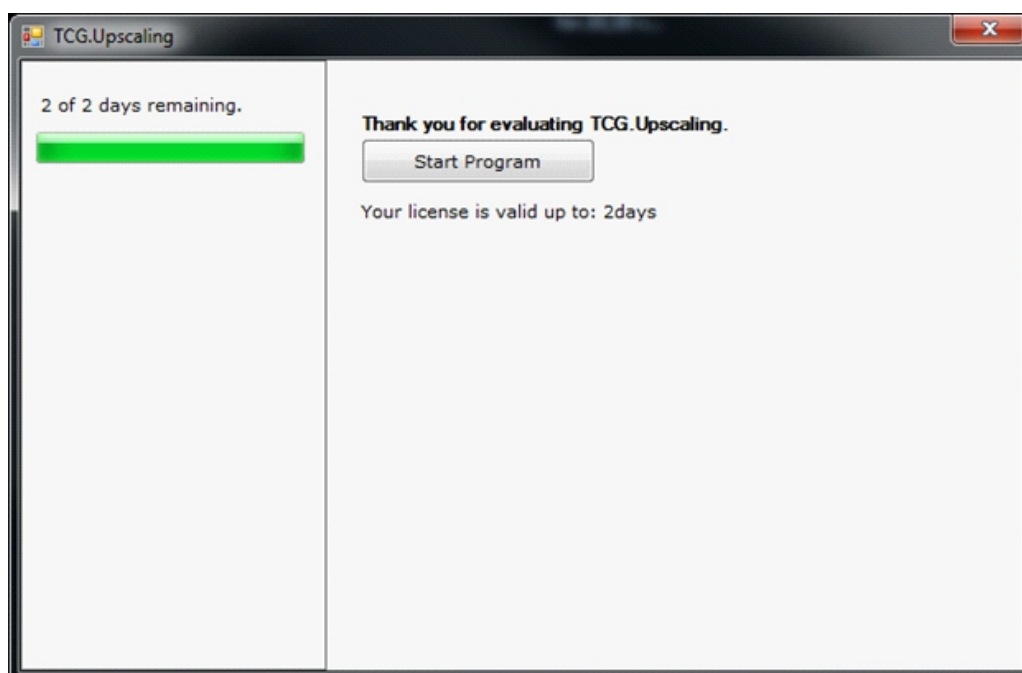 TCG.Upscaling
2 of 2 days remaining.
Thank you for evaluating TCG.Upscaling.
Start Program
Your license is valid up to: 2days